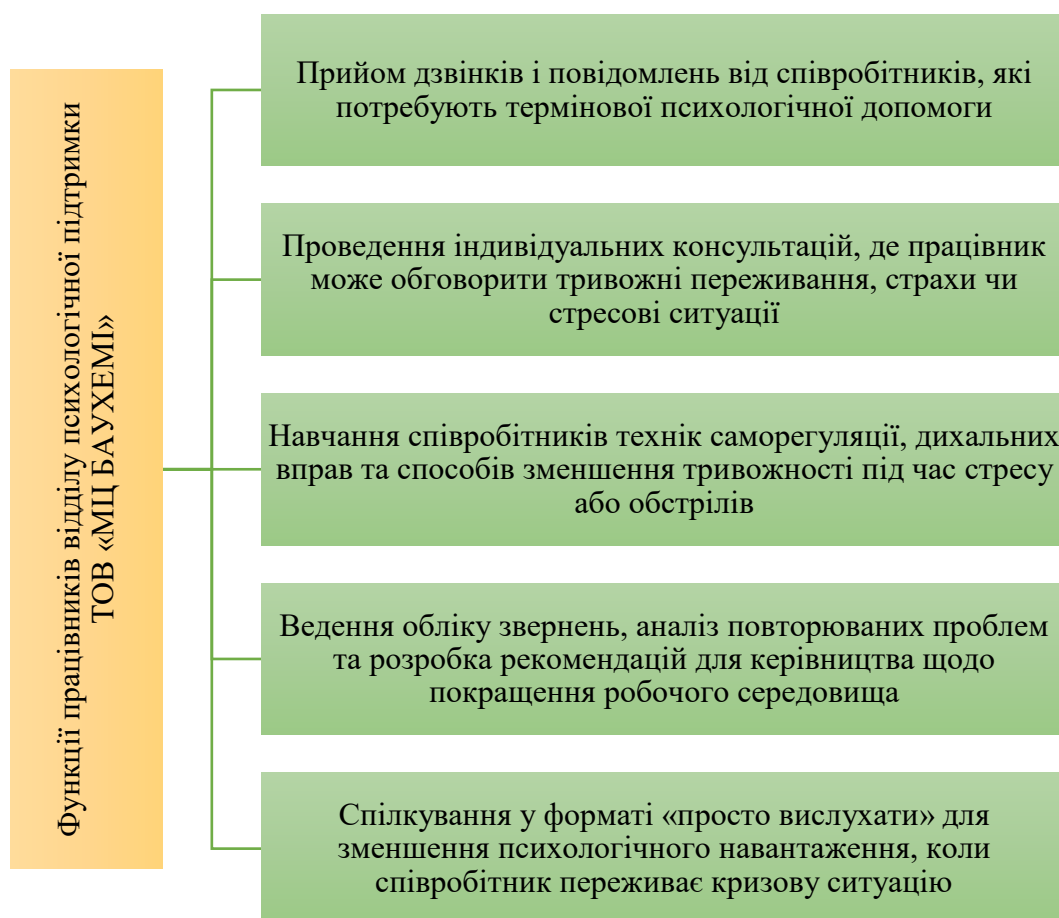 Функції працівників відділу психологічної підтримки
ТОВ «МЦ БАУХЕМІ»
Прийом дзвінків і повідомлень від співробітників, які
потребують термінової психологічної допомоги
Проведення індивідуальних консультацій, де працівник
може обговорити тривожні переживання, страхи чи
стресові ситуації
Навчання співробітників технік саморегуляції, дихальних
вправ та способів зменшення тривожності під час стресу
або обстрілів
Ведення обліку звернень, аналіз повторюваних проблем
та розробка рекомендацій для керівництва щодо
покращення робочого середовища
Спілкування у форматі «просто вислухати» для
зменшення психологічного навантаження, коли
співробітник переживає кризову ситуацію